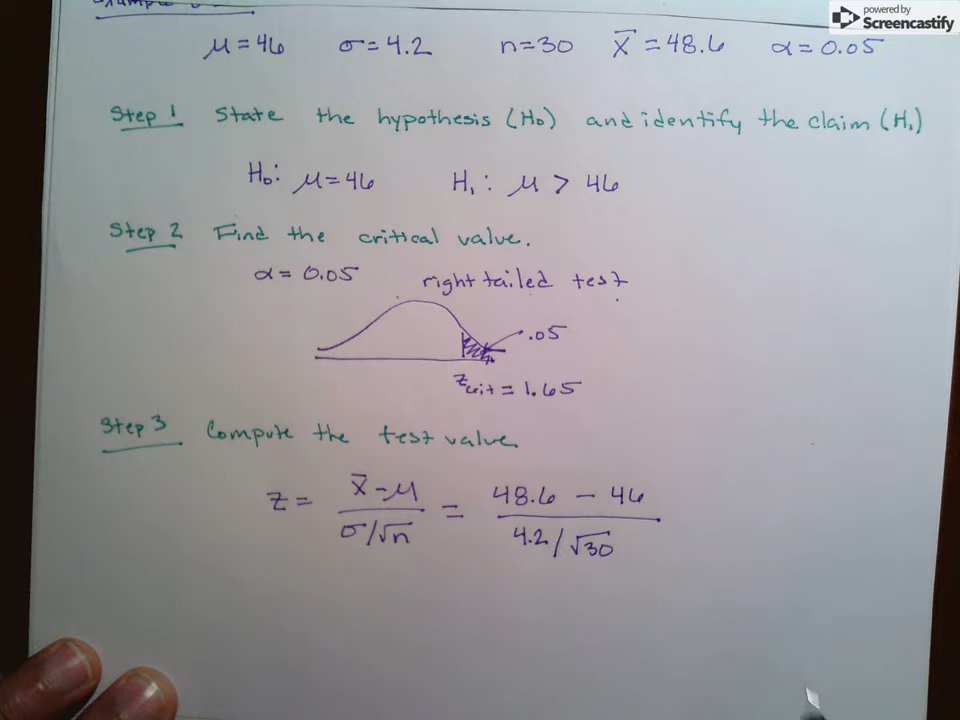 powered by
Screencastify
μ = 46 σ = 4.2 n = 30 x̄ = 48.6 α = 0.05
Step 1 State the hypothesis (H₀) and identify the claim (H₁)
H₀: μ = 46 H₁: μ > 46
Step 2 Find the critical value.
α = 0.05 right tailed test
.05
z crit = 1.65
Step 3 Compute the test value
z = x̄ - μ / σ/√n = 48.6 - 46 / 4.2/√30